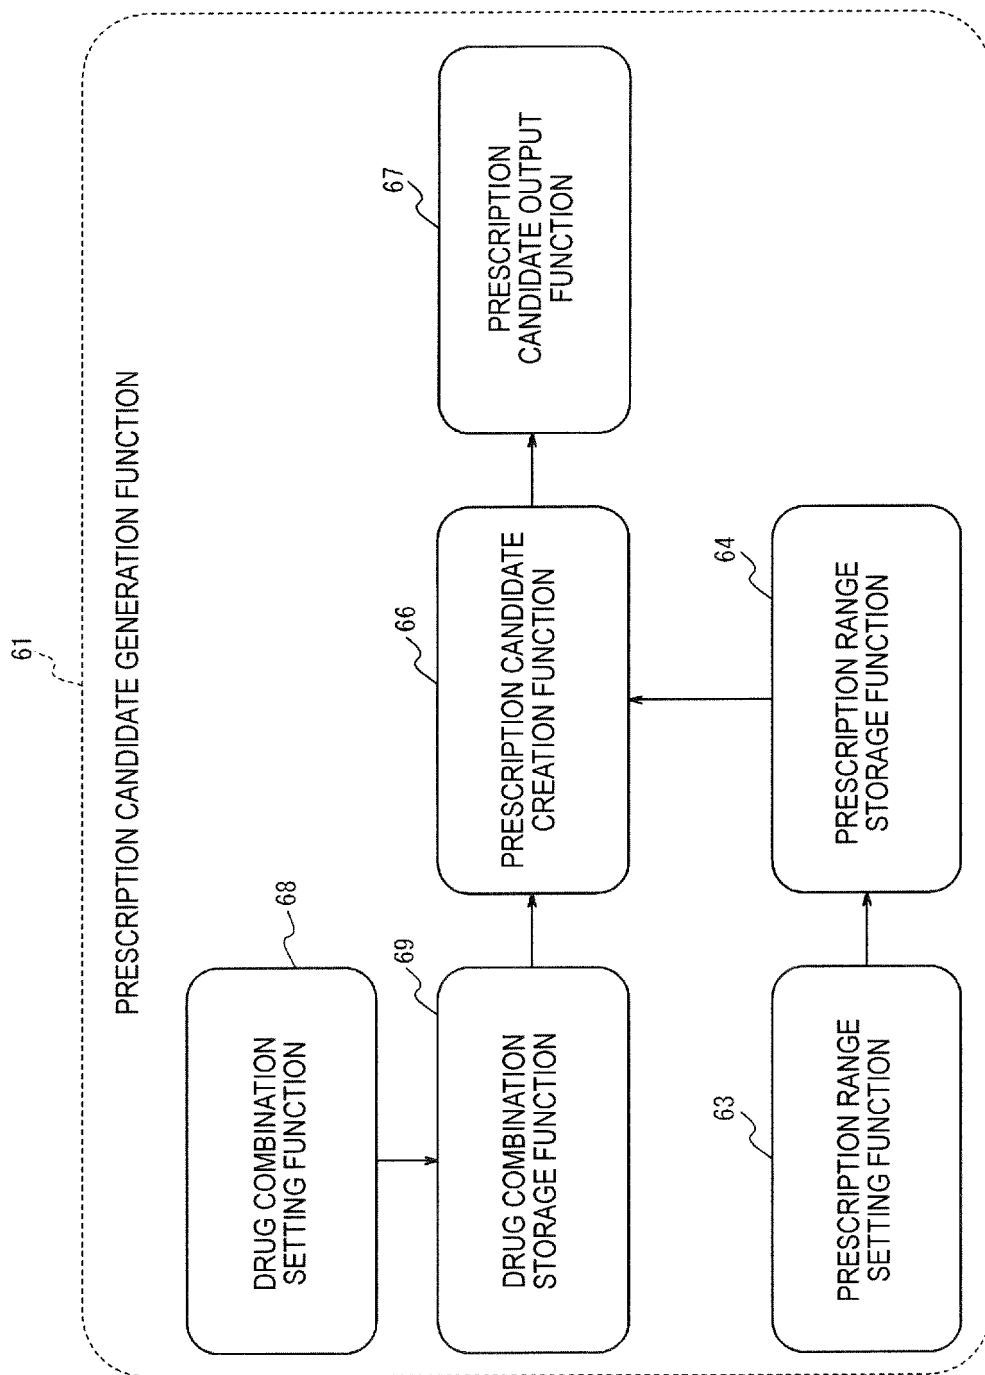 61
PRESCRIPTION CANDIDATE GENERATION FUNCTION
68
DRUG COMBINATION
SETTING FUNCTION
69
DRUG COMBINATION
STORAGE FUNCTION
66
PRESCRIPTION CANDIDATE
CREATION FUNCTION
67
PRESCRIPTION
CANDIDATE OUTPUT
FUNCTION
63
PRESCRIPTION RANGE
SETTING FUNCTION
64
PRESCRIPTION RANGE
STORAGE FUNCTION